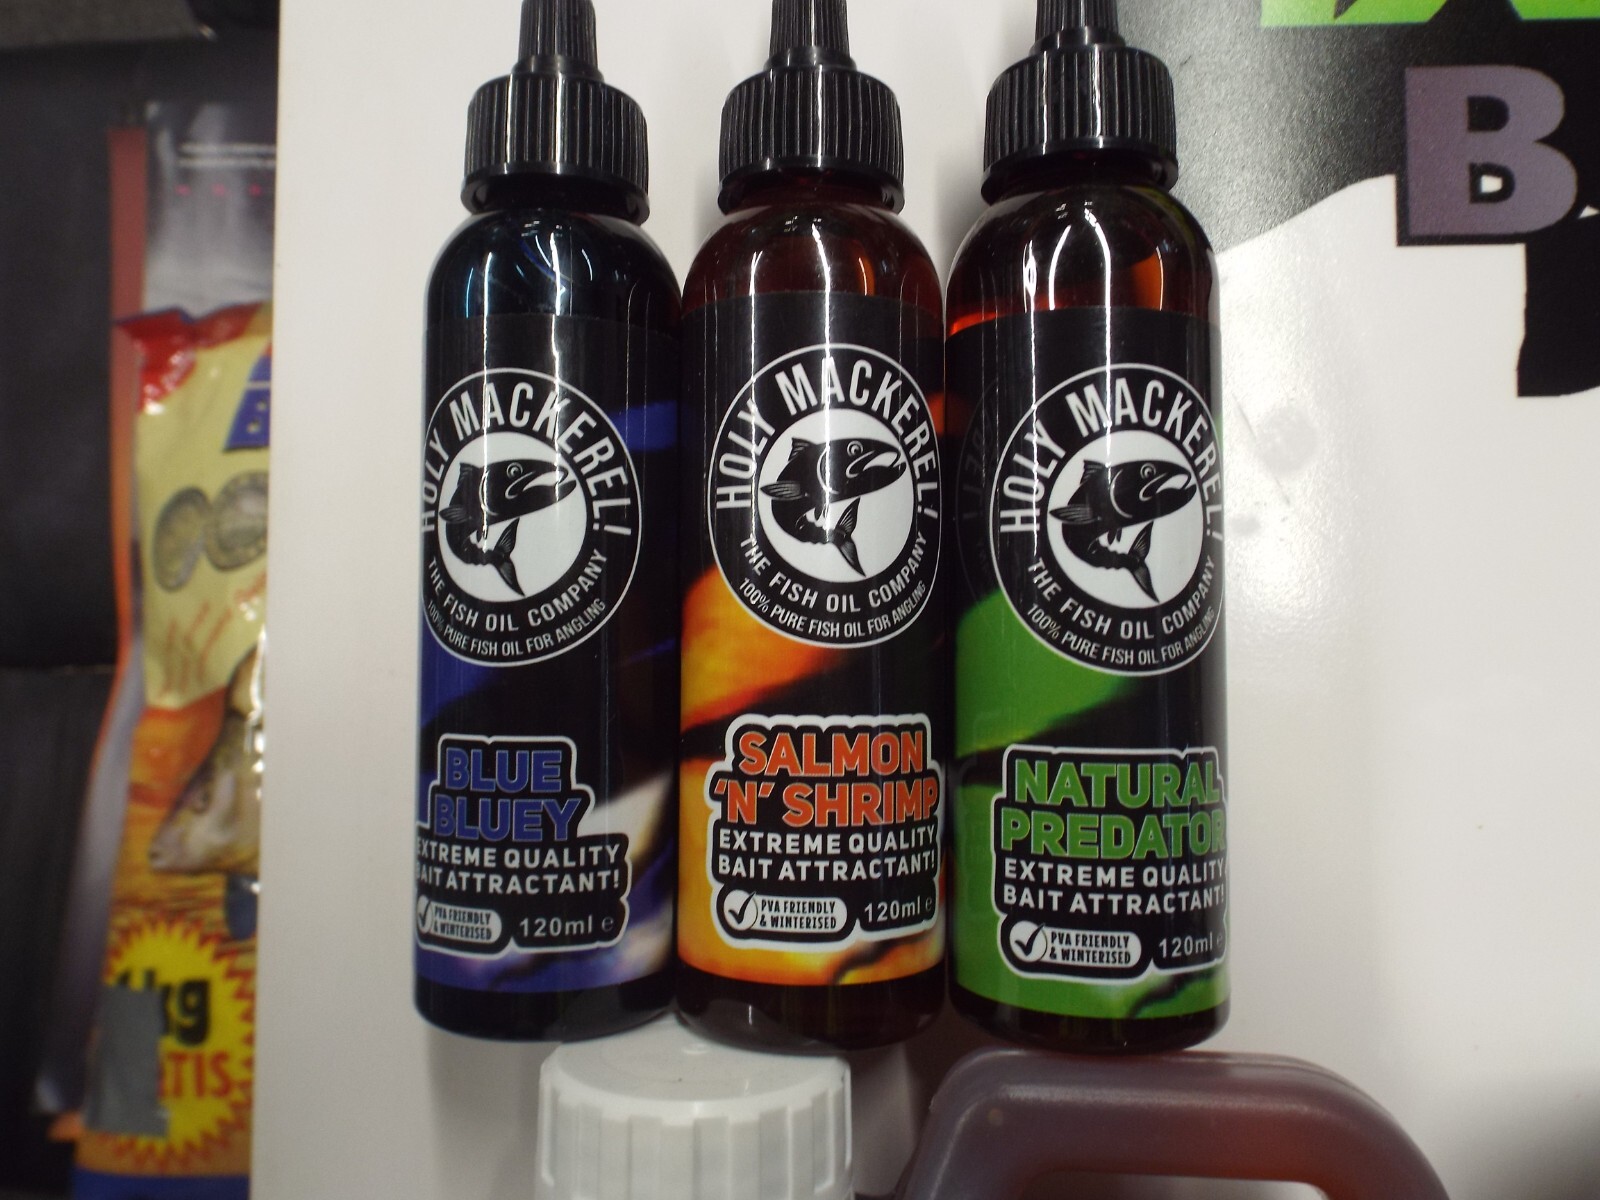 HOLY MACKEREL!
THE FISH OIL COMPANY
100% PURE FISH OIL FOR ANGLING
BLUE
BLUEY
EXTREME QUALITY
BAIT ATTRACTANT!
PVA FRIENDLY
& WINTERISED
120ml e
HOLY MACKEREL!
THE FISH OIL COMPANY
100% PURE FISH OIL FOR ANGLING
SALMON
'N' SHRIMP
EXTREME QUALITY
BAIT ATTRACTANT!
PVA FRIENDLY
& WINTERISED
120ml e
HOLY MACKEREL!
THE FISH OIL COMPANY
100% PURE FISH OIL FOR ANGLING
NATURAL
PREDATOR
EXTREME QUALITY
BAIT ATTRACTANT!
PVA FRIENDLY
& WINTERISED
120ml e
B